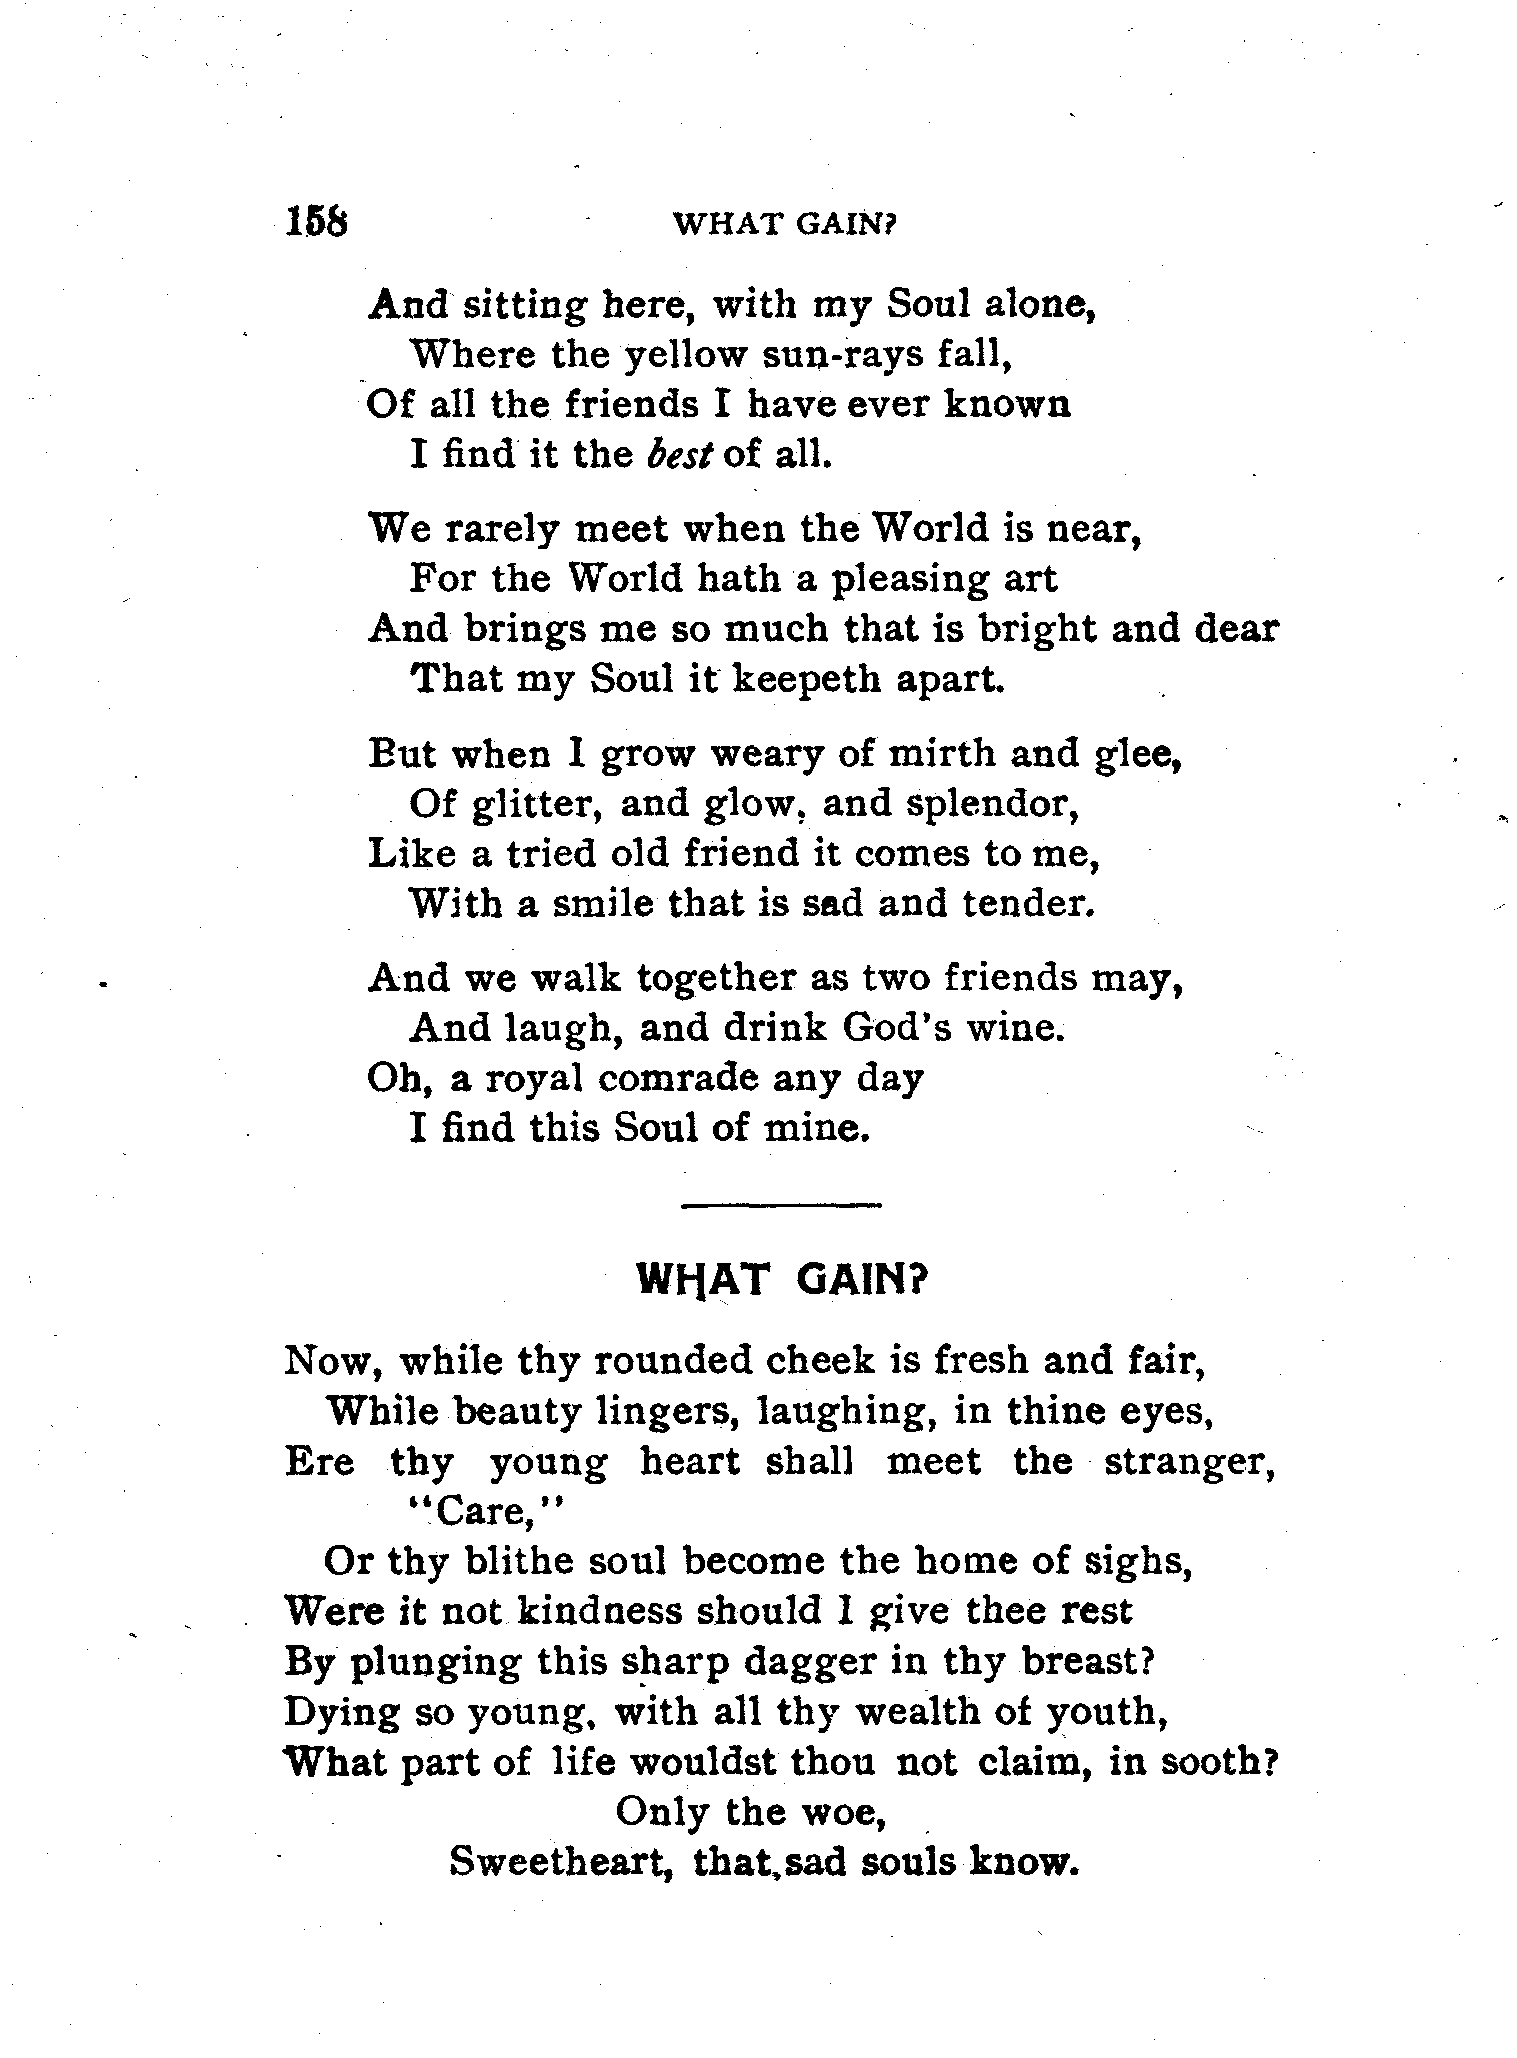 158 WHAT GAIN?
And sitting here, with my Soul alone,
Where the yellow sun-rays fall,
Of all the friends I have ever known
I find it the best of all.
We rarely meet when the World is near,
For the World hath a pleasing art
And brings me so much that is bright and dear
That my Soul it keepeth apart.
But when I grow weary of mirth and glee,
Of glitter, and glow, and splendor,
Like a tried old friend it comes to me,
With a smile that is sad and tender.
And we walk together as two friends may,
And laugh, and drink God's wine.
Oh, a royal comrade any day
I find this Soul of mine.
WHAT GAIN?
Now, while thy rounded cheek is fresh and fair,
While beauty lingers, laughing, in thine eyes,
Ere thy young heart shall meet the stranger,
"Care,"
Or thy blithe soul become the home of sighs,
Were it not kindness should I give thee rest
By plunging this sharp dagger in thy breast?
Dying so young, with all thy wealth of youth,
What part of life wouldst thou not claim, in sooth?
Only the woe,
Sweetheart, that sad souls know.